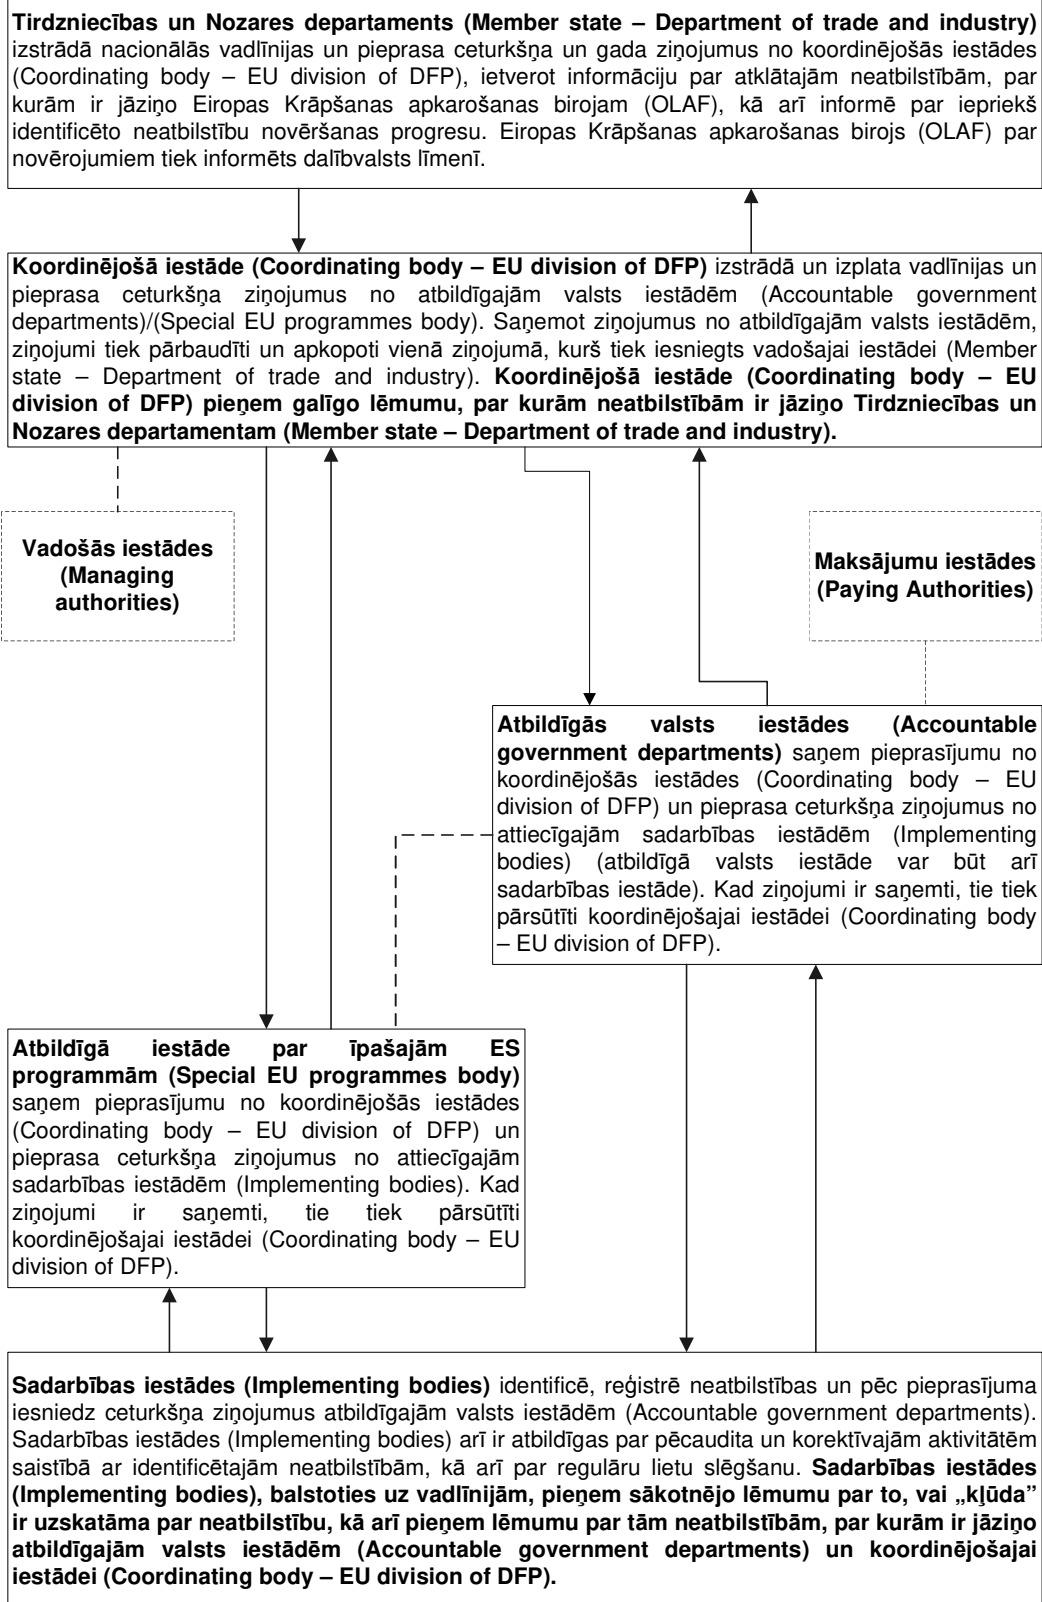 Tirdzniecības un Nozares departaments (Member state – Department of trade and industry)
izstrādā nacionālās vadlīnijas un pieprasa ceturkšņa un gada ziņojumus no koordinējošās iestādes
(Coordinating body – EU division of DFP), ietverot informāciju par atklātajām neatbilstībām, par
kurām ir jāziņo Eiropas Krāpšanas apkarošanas birojam (OLAF), kā arī informē par iepriekš
identificēto neatbilstību novēršanas progresu. Eiropas Krāpšanas apkarošanas birojs (OLAF) par
novērojumiem tiek informēts dalībvalsts līmenī.
Koordinējošā iestāde (Coordinating body – EU division of DFP) izstrādā un izplata vadlīnijas un
pieprasa ceturkšņa ziņojumus no atbildīgajām valsts iestādēm (Accountable government
departments)/(Special EU programmes body). Saņemot ziņojumus no atbildīgajām valsts iestādēm,
ziņojumi tiek pārbaudīti un apkopoti vienā ziņojumā, kurš tiek iesniegts vadošajai iestādei (Member
state – Department of trade and industry). Koordinējošā iestāde (Coordinating body – EU
division of DFP) pieņem galīgo lēmumu, par kurām neatbilstībām ir jāziņo Tirdzniecības un
Nozares departamentam (Member state – Department of trade and industry).
Vadošās iestādes
(Managing
authorities)
Maksājumu iestādes
(Paying Authorities)
Atbildīgās valsts iestādes (Accountable
government departments) saņem pieprasījumu no
koordinējošās iestādes (Coordinating body – EU
division of DFP) un pieprasa ceturkšņa ziņojumus no
attiecīgajām sadarbības iestādēm (Implementing
bodies) (atbildīgā valsts iestāde var būt arī
sadarbības iestāde). Kad ziņojumi ir saņemti, tie tiek
pārsūtīti koordinējošajai iestādei (Coordinating body
– EU division of DFP).
Atbildīgā iestāde par īpašajām ES
programmām (Special EU programmes body)
saņem pieprasījumu no koordinējošās iestādes
(Coordinating body – EU division of DFP) un
pieprasa ceturkšņa ziņojumus no attiecīgajām
sadarbības iestādēm (Implementing bodies). Kad
ziņojumi ir saņemti, tie tiek pārsūtīti
koordinējošajai iestādei (Coordinating body – EU
division of DFP).
Sadarbības iestādes (Implementing bodies) identificē, reģistrē neatbilstības un pēc pieprasījuma
iesniedz ceturkšņa ziņojumus atbildīgajām valsts iestādēm (Accountable government departments).
Sadarbības iestādes (Implementing bodies) arī ir atbildīgas par pēcaudita un korektīvajām aktivitātēm
saistībā ar identificētajām neatbilstībām, kā arī par regulāru lietu slēgšanu. Sadarbības iestādes
(Implementing bodies), balstoties uz vadlīnijām, pieņem sākotnējo lēmumu par to, vai „kļūda”
ir uzskatāma par neatbilstību, kā arī pieņem lēmumu par tām neatbilstībām, par kurām ir jāziņo
atbildīgajām valsts iestādēm (Accountable government departments) un koordinējošajai
iestādei (Coordinating body – EU division of DFP).